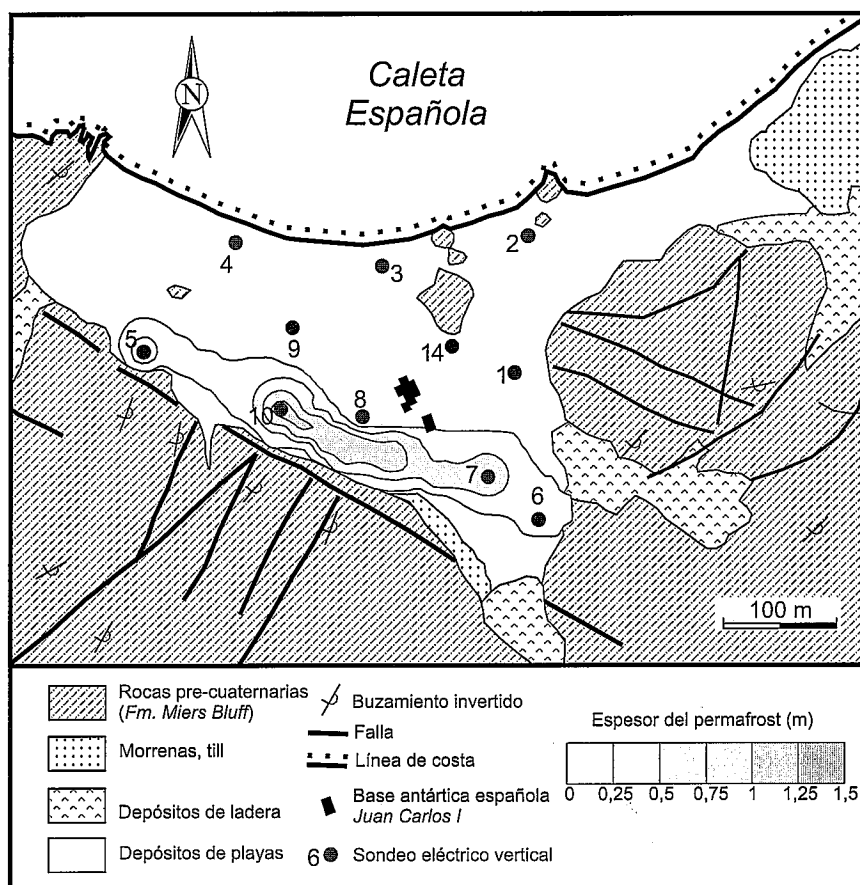 Caleta
Española
N
2
4
3
5
9
14
1
10
8
7
6
100 m
Rocas pre-cuaternarias
(Fm. Miers Bluff)
Morrenas, till
Depósitos de ladera
Depósitos de playas
Buzamiento invertido
Falla
Línea de costa
Base antártica española
Juan Carlos I
6 Sondeo eléctrico vertical
Espesor del permafrost (m)
0 0,25 0,5 0,75 1 1,25 1,5